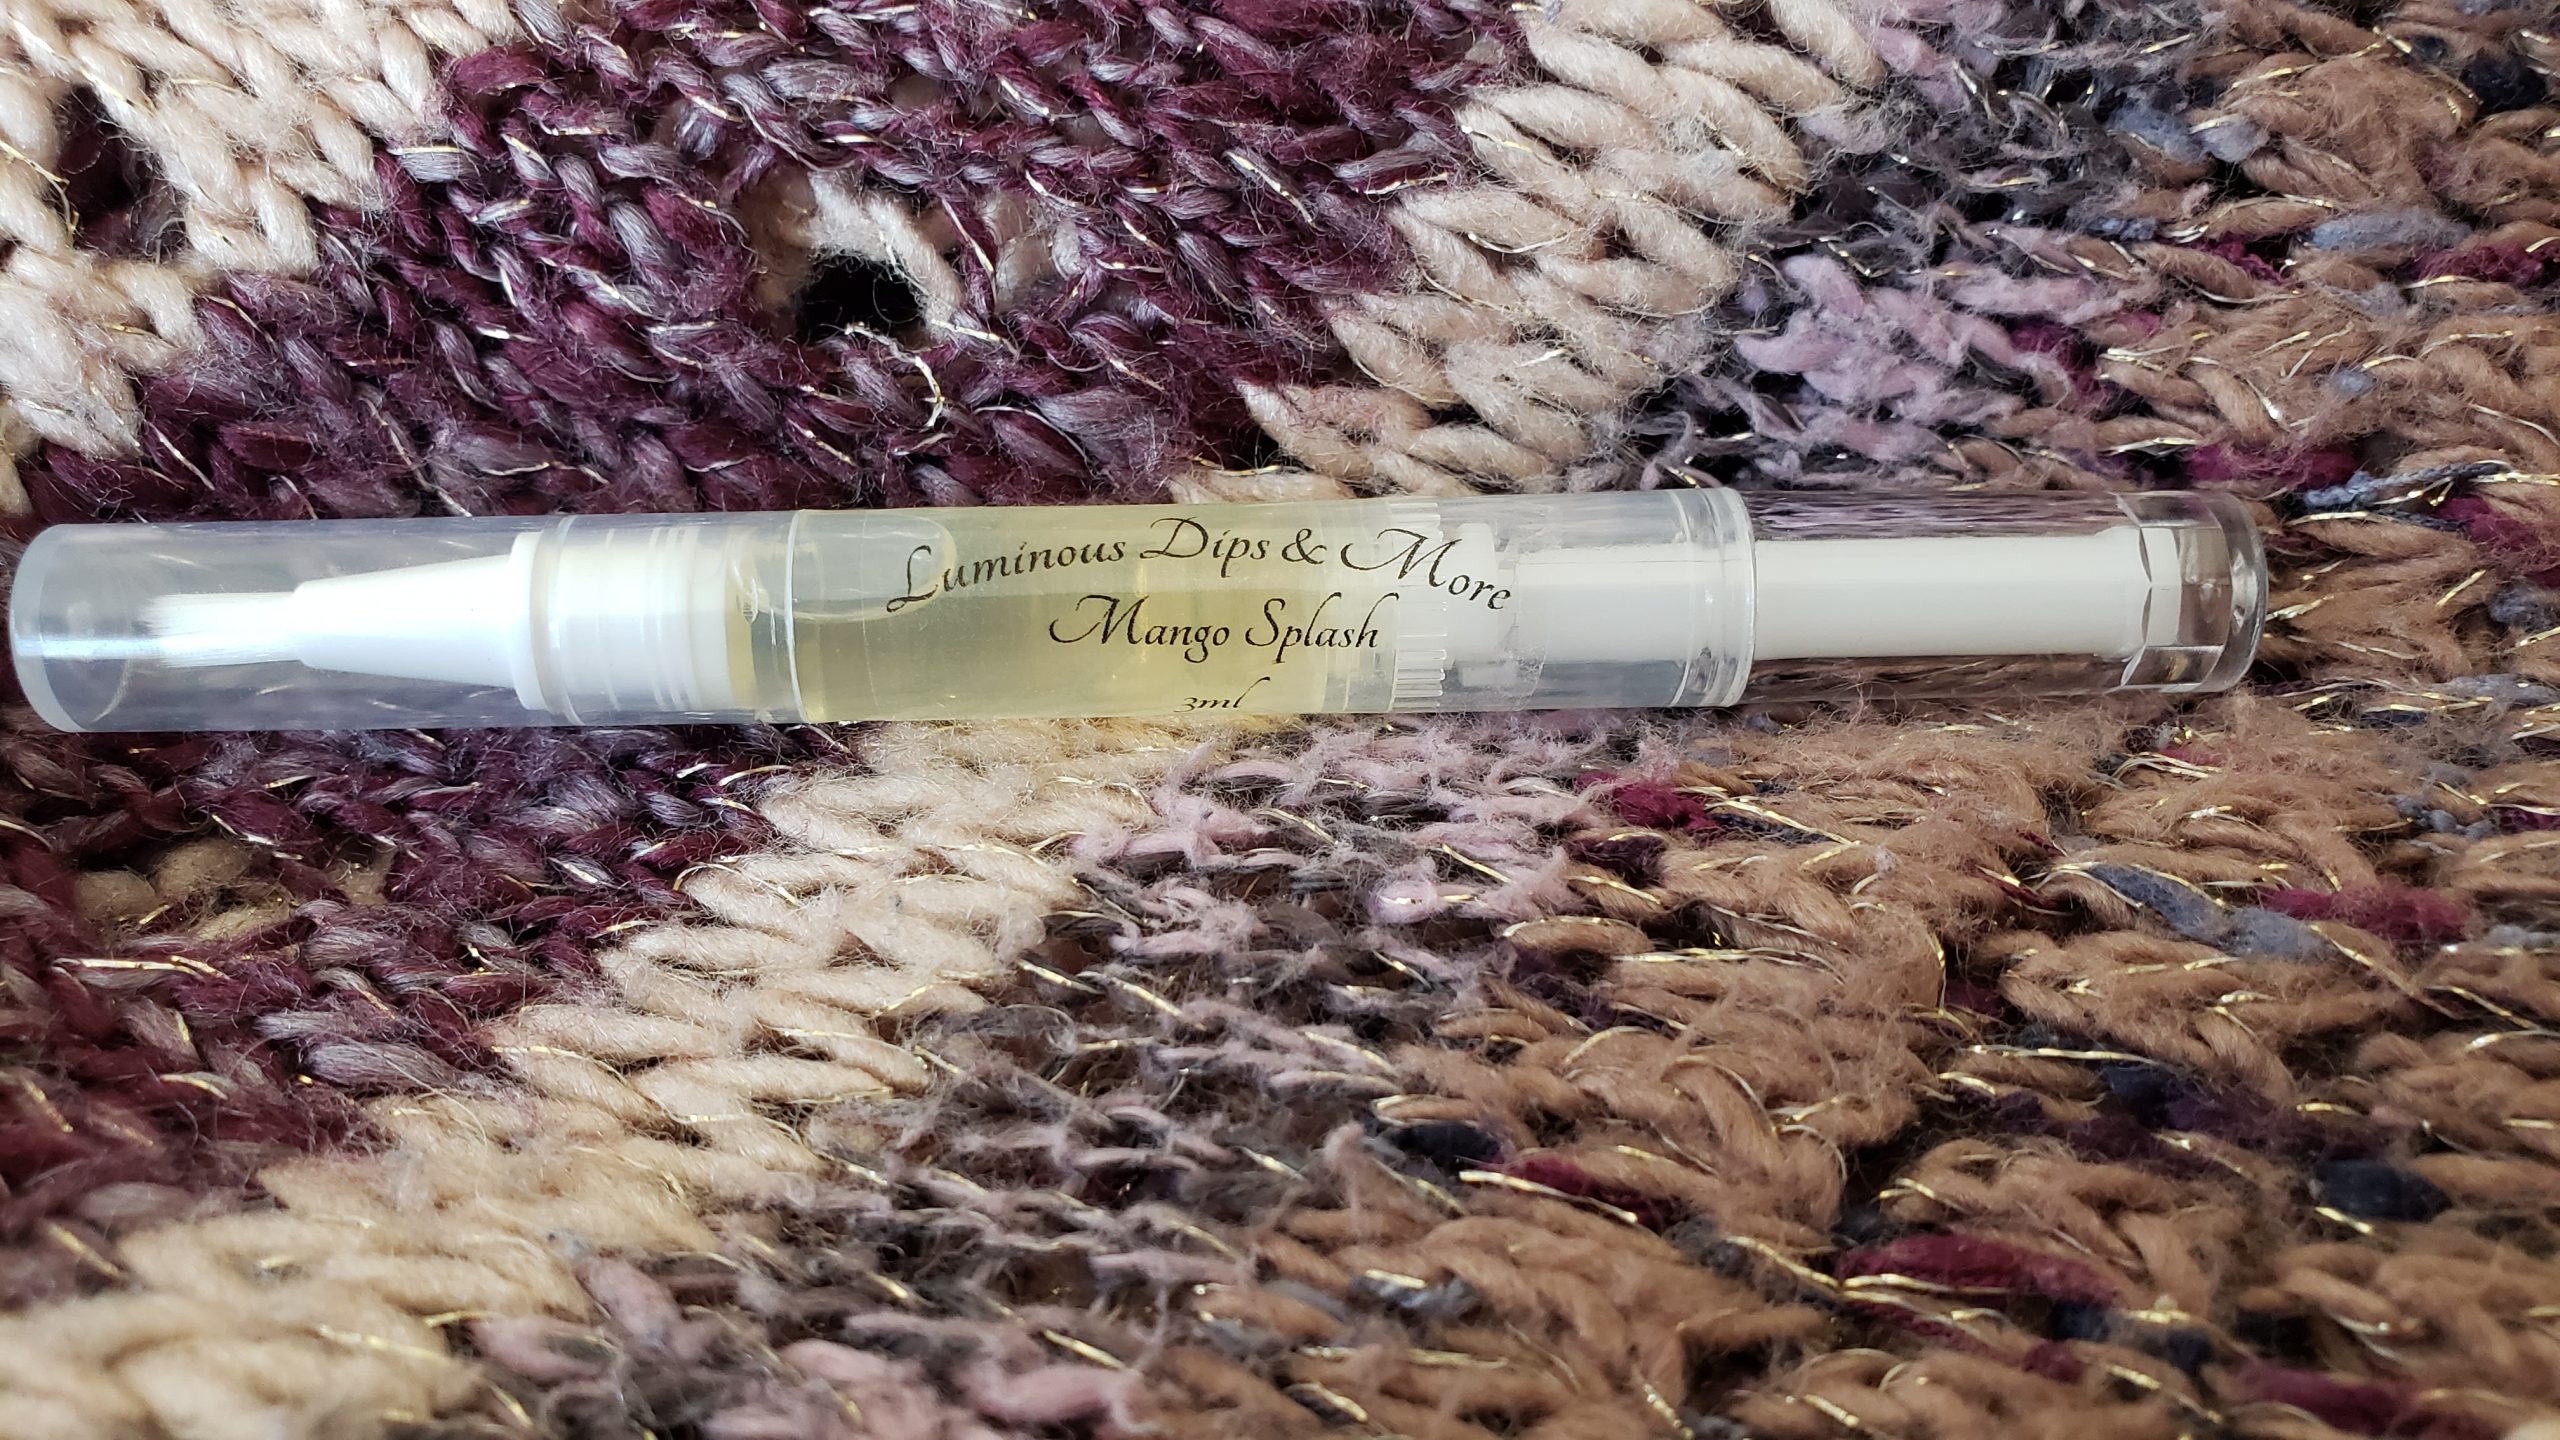 Luminous Dips & More
Mango Splash
3ml